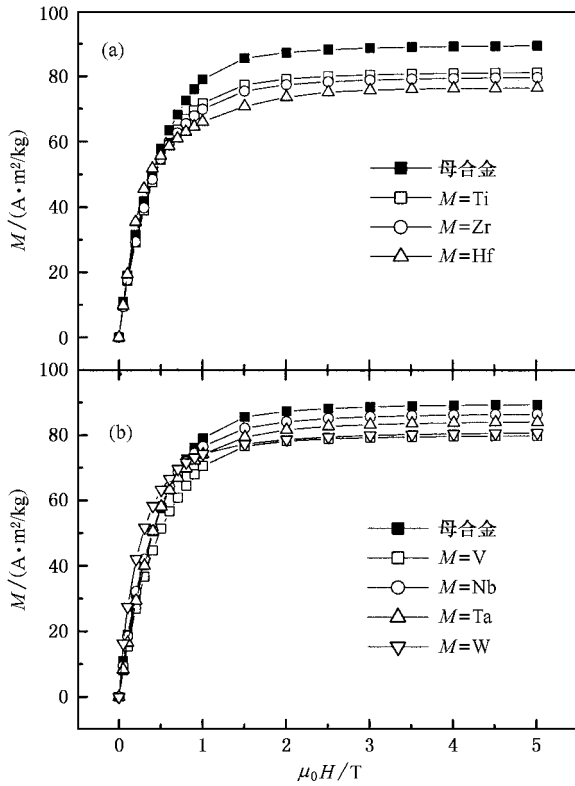 100
(a)
80
60
40
20
0
M/(A·m²/kg)
母合金
M=Ti
M=Zr
M=Hf
100
(b)
80
60
40
20
0
M/(A·m²/kg)
母合金
M=V
M=Nb
M=Ta
M=W
0 1 2 3 4 5
μ₀H/T